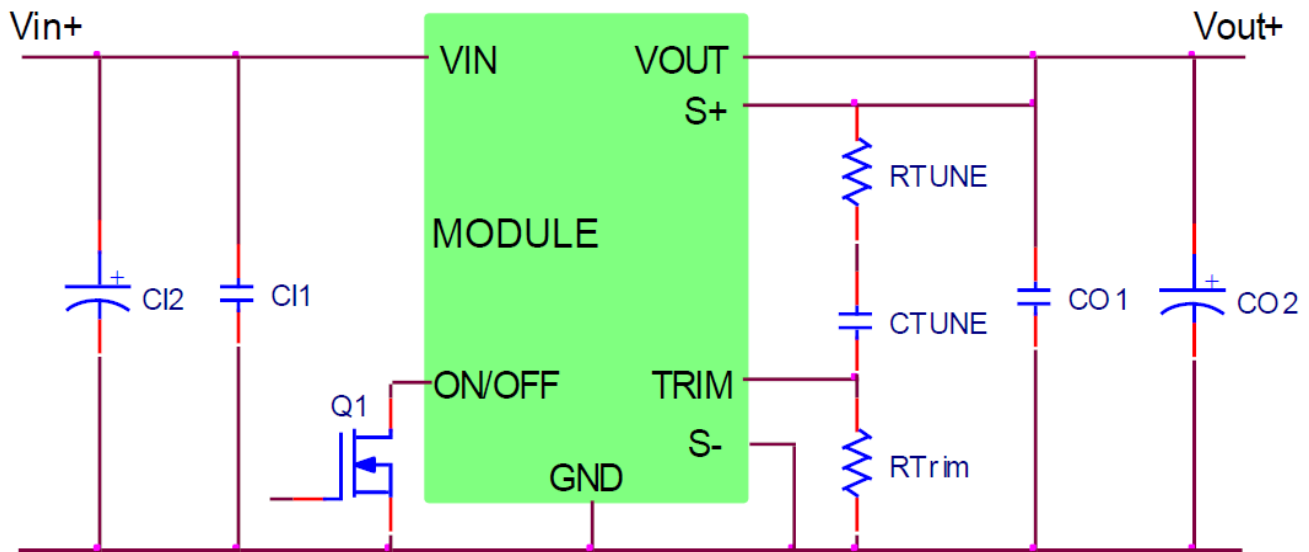 Vin+
Vout+
VIN
VOUT
S+
RTUNE
MODULE
+
CI2
CI1
CTUNE
CO1
+
CO2
ON/OFF
TRIM
Q1
S-
RTrim
GND